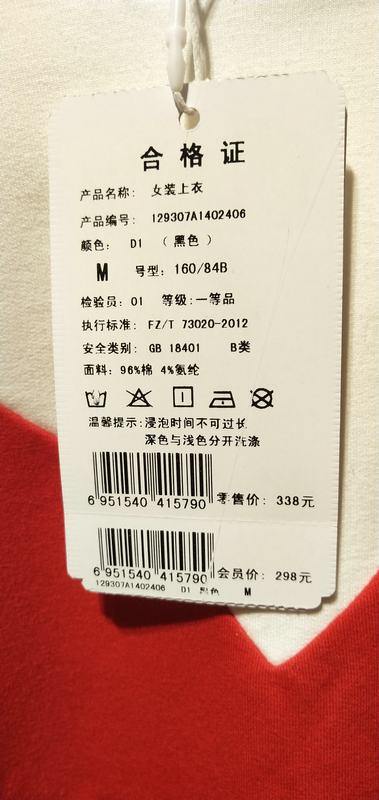 合格证
产品名称: 女装上衣
产品编号: 129307A1402406
颜色: D1 (黑色)
M 号型: 160/84B
检验员: 01 等级:一等品
执行标准: FZ/T 73020-2012
安全类别: GB 18401 B类
面料: 96%棉 4%氨纶
温馨提示:浸泡时间不可过长
深色与浅色分开洗涤
6 951540 415790 零售价: 338元
6 951540 415790 会员价: 298元
129307A1402406 D1 黑色 M